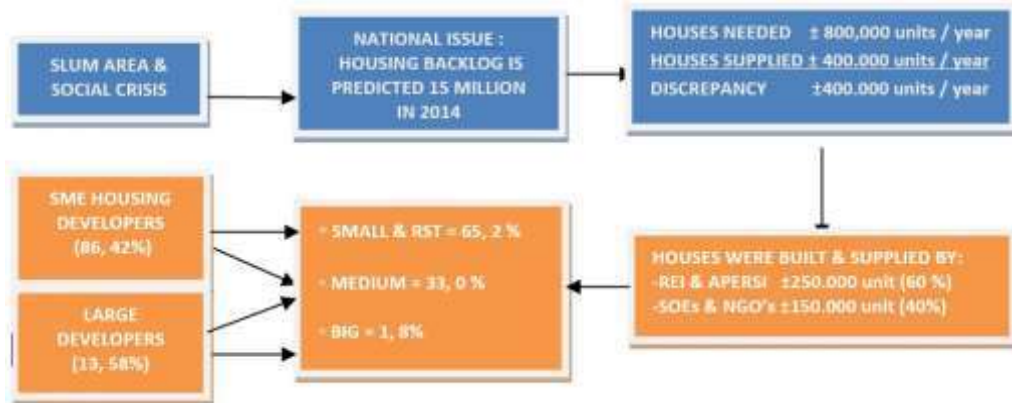 SLUM AREA &
SOCIAL CRISIS
NATIONAL ISSUE :
HOUSING BACKLOG IS
PREDICTED 15 MILLION
IN 2014
HOUSES NEEDED ± 800,000 units / year
HOUSES SUPPLIED ± 400.000 units / year
DISCREPANCY ±400.000 units / year
SME HOUSING
DEVELOPERS
(86, 42%)
LARGE
DEVELOPERS
(13, 58%)
◦ SMALL & RST = 65, 2 %
◦ MEDIUM = 33, 0 %
◦ BIG = 1, 8%
HOUSES WERE BUILT & SUPPLIED BY:
-REI & APERSI ±250.000 unit (60 %)
-SOEs & NGO's ±150.000 unit (40%)